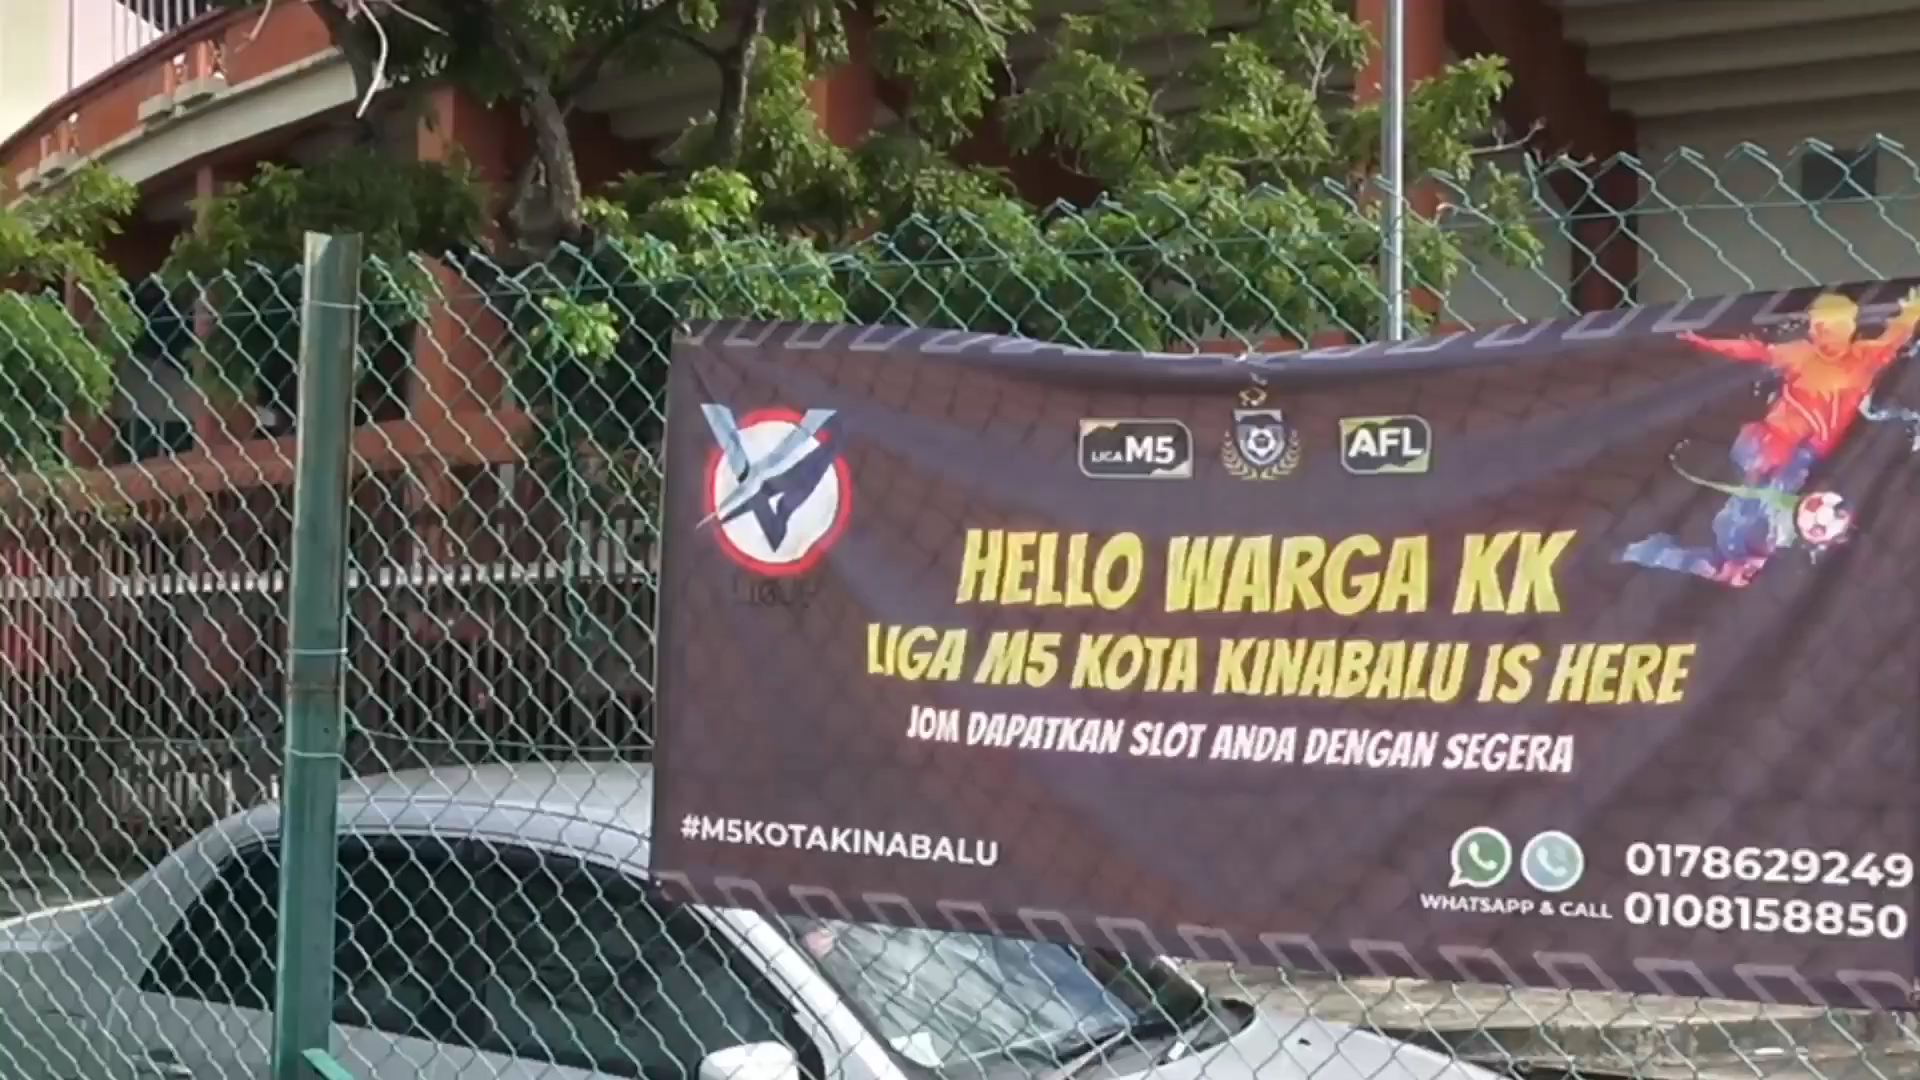 LIGA M5
AFL
HELLO WARGA KK
LIGA M5 KOTA KINABALU IS HERE
JOM DAPATKAN SLOT ANDA DENGAN SEGERA
#M5KOTAKINABALU
WHATSAPP & CALL
0178629249
0108158850